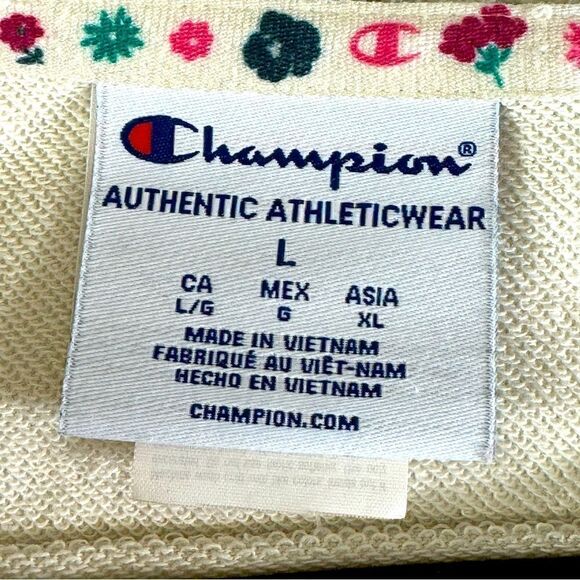 Champion®
AUTHENTIC ATHLETICWEAR
L
CA MEX ASIA
L/G G XL
MADE IN VIETNAM
FABRIQUÉ AU VIÊT-NAM
HECHO EN VIETNAM
CHAMPION.COM